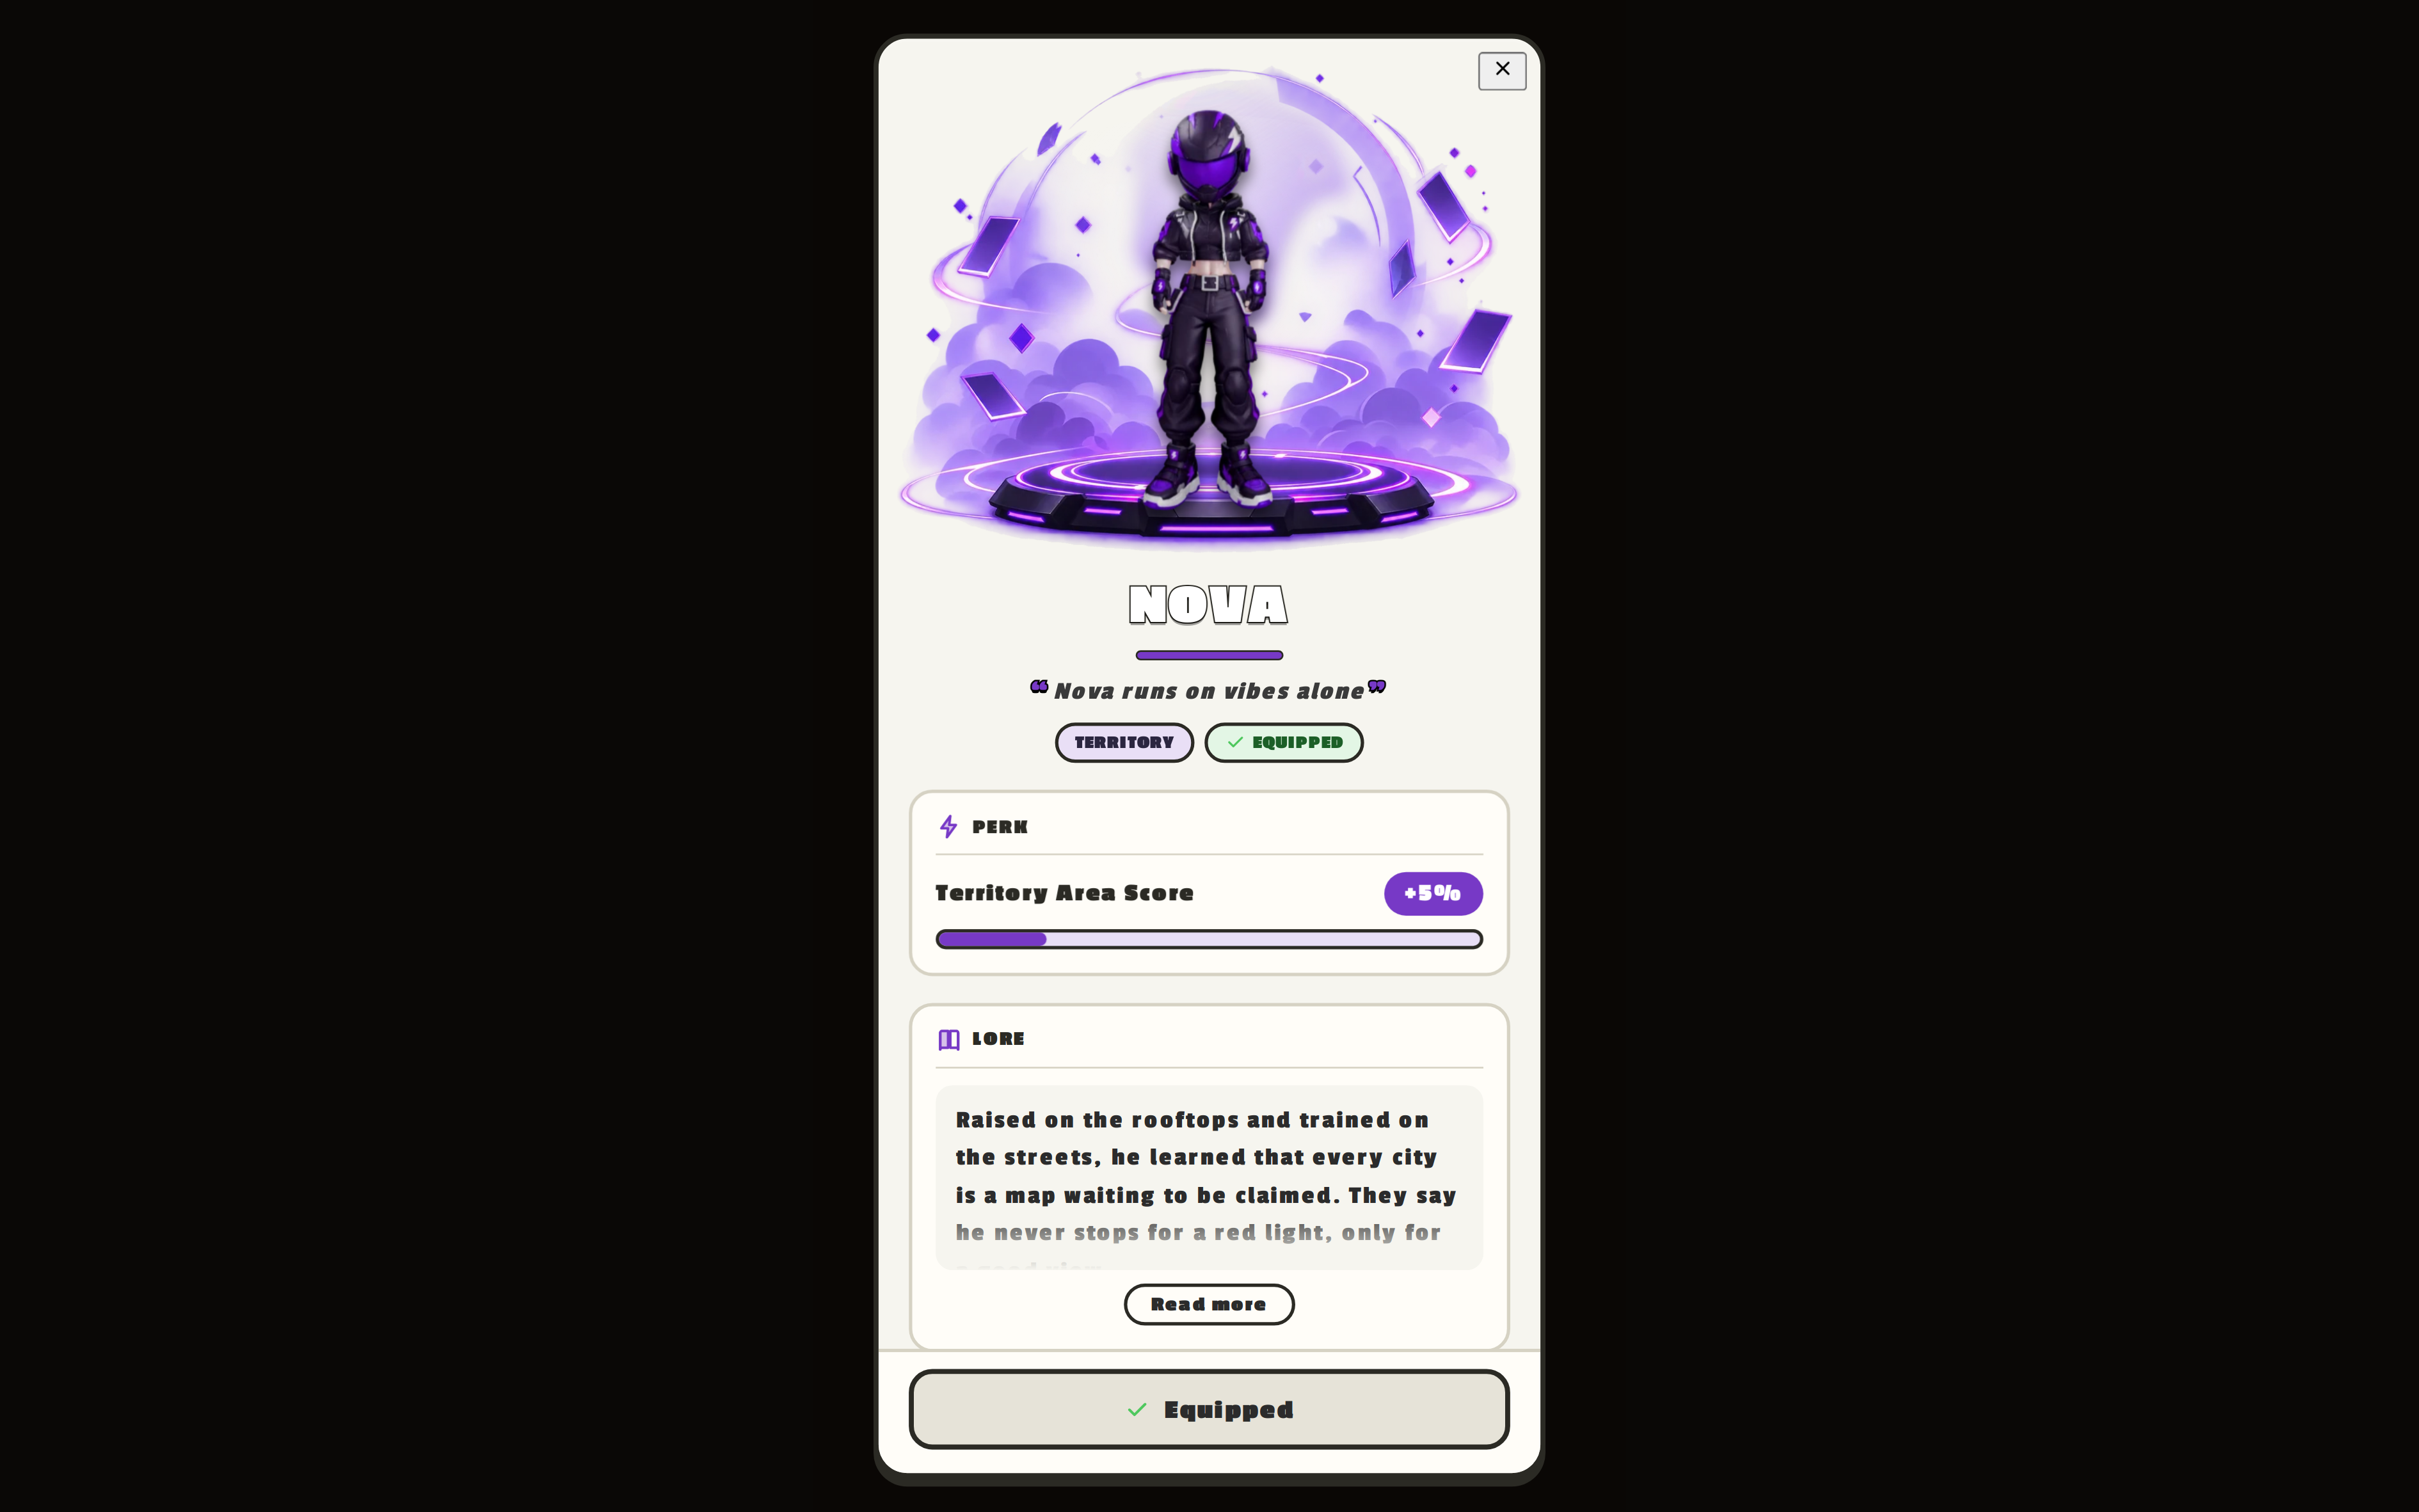 NOVA
❝ Nova runs on vibes alone ❞
TERRITORY
EQUIPPED
PERK
Territory Area Score
+5%
LORE
Raised on the rooftops and trained on
the streets, he learned that every city
is a map waiting to be claimed. They say
he never stops for a red light, only for
Read more
Equipped